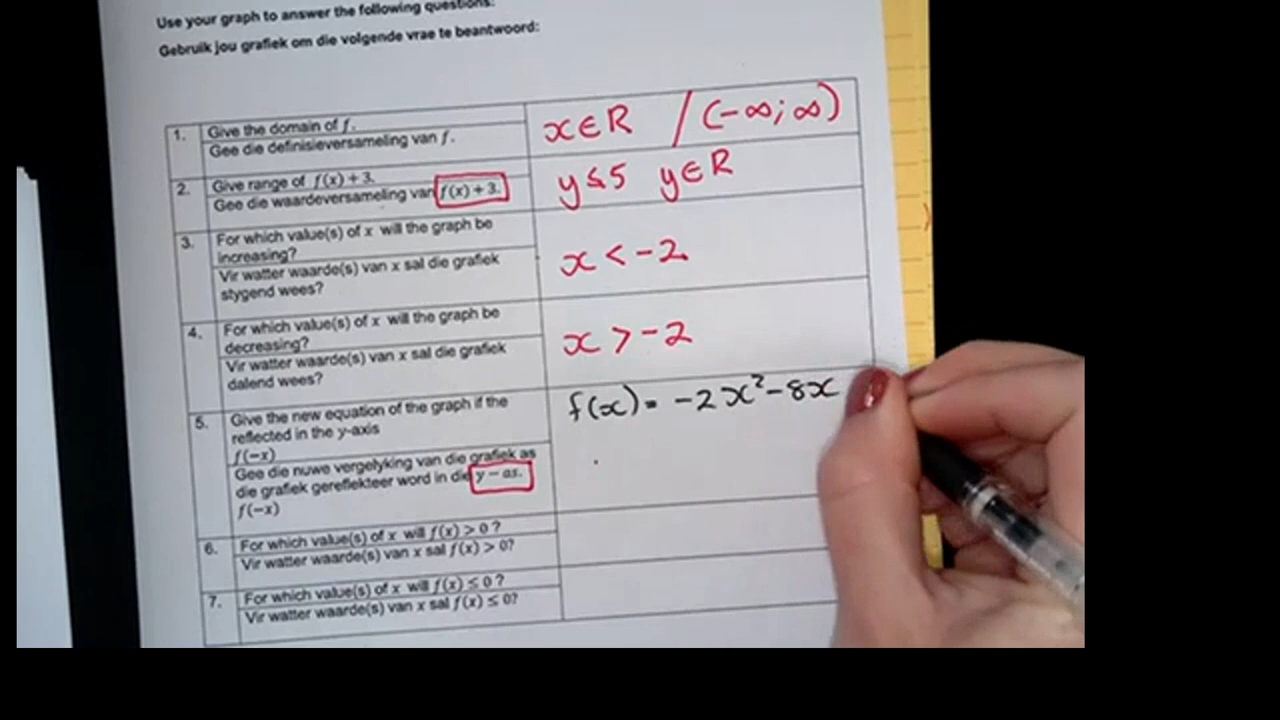 Use your graph to answer the following questions:
Gebruik jou grafiek om die volgende vrae te beantwoord:
1. Give the domain of f.
Gee die definisieversameling van f.
x∈R / (-∞; ∞)
2. Give range of f(x) + 3.
Gee die waardeversameling van f(x) + 3.
y ≤ 5 y∈R
3. For which value(s) of x will the graph be
increasing?
Vir watter waarde(s) van x sal die grafiek
stygend wees?
x < -2
4. For which value(s) of x will the graph be
decreasing?
Vir watter waarde(s) van x sal die grafiek
dalend wees?
x > -2
5. Give the new equation of the graph if the
reflected in the y-axis
f(-x)
Gee die nuwe vergelyking van die grafiek as
die grafiek gereflekteer word in die y - as.
f(-x)
f(x) = -2x² - 8x
6. For which value(s) of x will f(x) > 0 ?
Vir watter waarde(s) van x sal f(x) > 0?
7. For which value(s) of x will f(x) ≤ 0 ?
Vir watter waarde(s) van x sal f(x) ≤ 0?